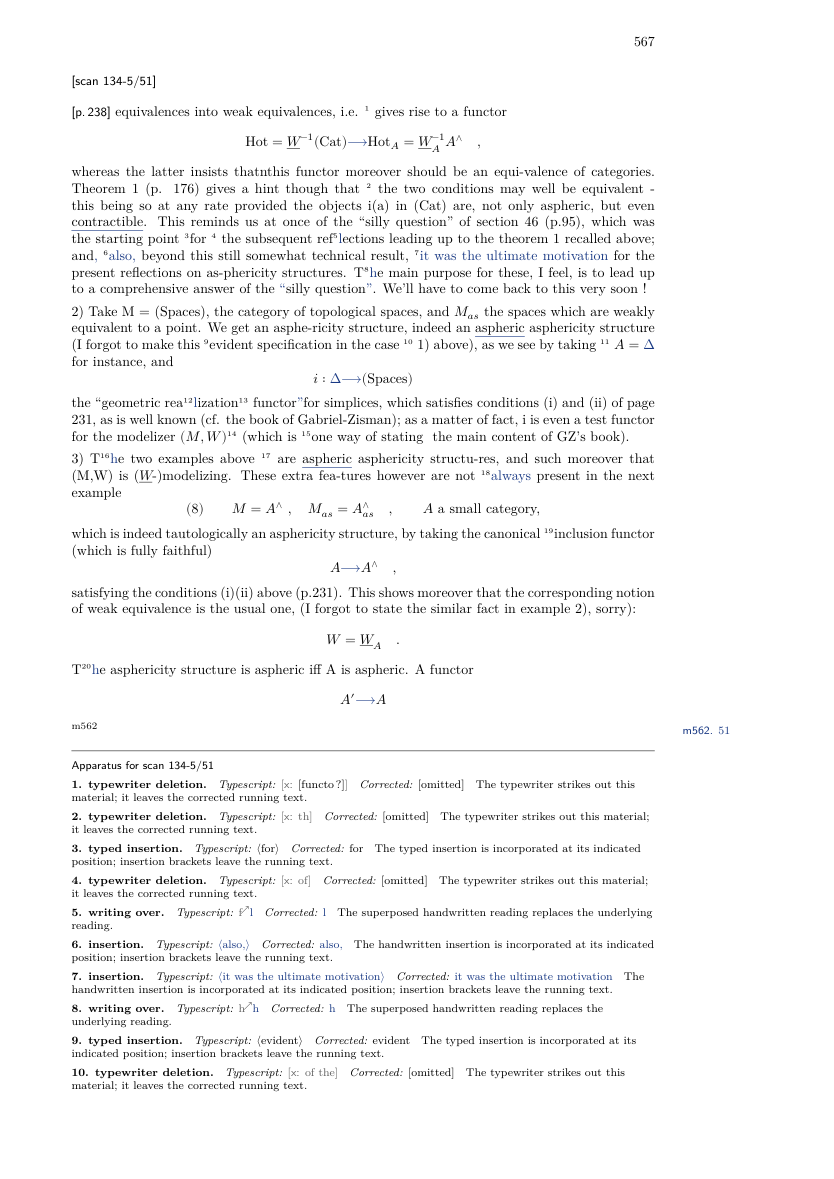 567
[scan 134-5/51]
[p. 238] equivalences into weak equivalences, i.e. ¹ gives rise to a functor
Hot = W⁻¹(Cat)⟶Hot_A = W_A⁻¹A^ ,
whereas the latter insists thatnthis functor moreover should be an equi-valence of categories.
Theorem 1 (p. 176) gives a hint though that ² the two conditions may well be equivalent -
this being so at any rate provided the objects i(a) in (Cat) are, not only aspheric, but even
contractible. This reminds us at once of the “silly question” of section 46 (p.95), which was
the starting point ³for ⁴ the subsequent ref⁵lections leading up to the theorem 1 recalled above;
and, ⁶also, beyond this still somewhat technical result, ⁷it was the ultimate motivation for the
present reflections on as-phericity structures. T⁸he main purpose for these, I feel, is to lead up
to a comprehensive answer of the “silly question”. We'll have to come back to this very soon !
2) Take M = (Spaces), the category of topological spaces, and M_as the spaces which are weakly
equivalent to a point. We get an asphe-ricity structure, indeed an aspheric asphericity structure
(I forgot to make this ⁹evident specification in the case ¹⁰ 1) above), as we see by taking ¹¹ A = Δ
for instance, and
i : Δ⟶(Spaces)
the “geometric rea¹²lization¹³ functor”for simplices, which satisfies conditions (i) and (ii) of page
231, as is well known (cf. the book of Gabriel-Zisman); as a matter of fact, i is even a test functor
for the modelizer (M, W)¹⁴ (which is ¹⁵one way of stating the main content of GZ's book).
3) T¹⁶he two examples above ¹⁷ are aspheric asphericity structu-res, and such moreover that
(M,W) is (W-)modelizing. These extra fea-tures however are not ¹⁸always present in the next
example
(8) M = A^ , M_as = A^_as , A a small category,
which is indeed tautologically an asphericity structure, by taking the canonical ¹⁹inclusion functor
(which is fully faithful)
A⟶A^ ,
satisfying the conditions (i)(ii) above (p.231). This shows moreover that the corresponding notion
of weak equivalence is the usual one, (I forgot to state the similar fact in example 2), sorry):
W = W_A .
T²⁰he asphericity structure is aspheric iff A is aspheric. A functor
A′⟶A
m562
m562. 51
Apparatus for scan 134-5/51
1. typewriter deletion. Typescript: [x: [functo ?]] Corrected: [omitted] The typewriter strikes out this
material; it leaves the corrected running text.
2. typewriter deletion. Typescript: [x: th] Corrected: [omitted] The typewriter strikes out this material;
it leaves the corrected running text.
3. typed insertion. Typescript: ⟨for⟩ Corrected: for The typed insertion is incorporated at its indicated
position; insertion brackets leave the running text.
4. typewriter deletion. Typescript: [x: of] Corrected: [omitted] The typewriter strikes out this material;
it leaves the corrected running text.
5. writing over. Typescript: f↗l Corrected: l The superposed handwritten reading replaces the underlying
reading.
6. insertion. Typescript: ⟨also,⟩ Corrected: also, The handwritten insertion is incorporated at its indicated
position; insertion brackets leave the running text.
7. insertion. Typescript: ⟨it was the ultimate motivation⟩ Corrected: it was the ultimate motivation The
handwritten insertion is incorporated at its indicated position; insertion brackets leave the running text.
8. writing over. Typescript: b↗h Corrected: h The superposed handwritten reading replaces the
underlying reading.
9. typed insertion. Typescript: ⟨evident⟩ Corrected: evident The typed insertion is incorporated at its
indicated position; insertion brackets leave the running text.
10. typewriter deletion. Typescript: [x: of the] Corrected: [omitted] The typewriter strikes out this
material; it leaves the corrected running text.